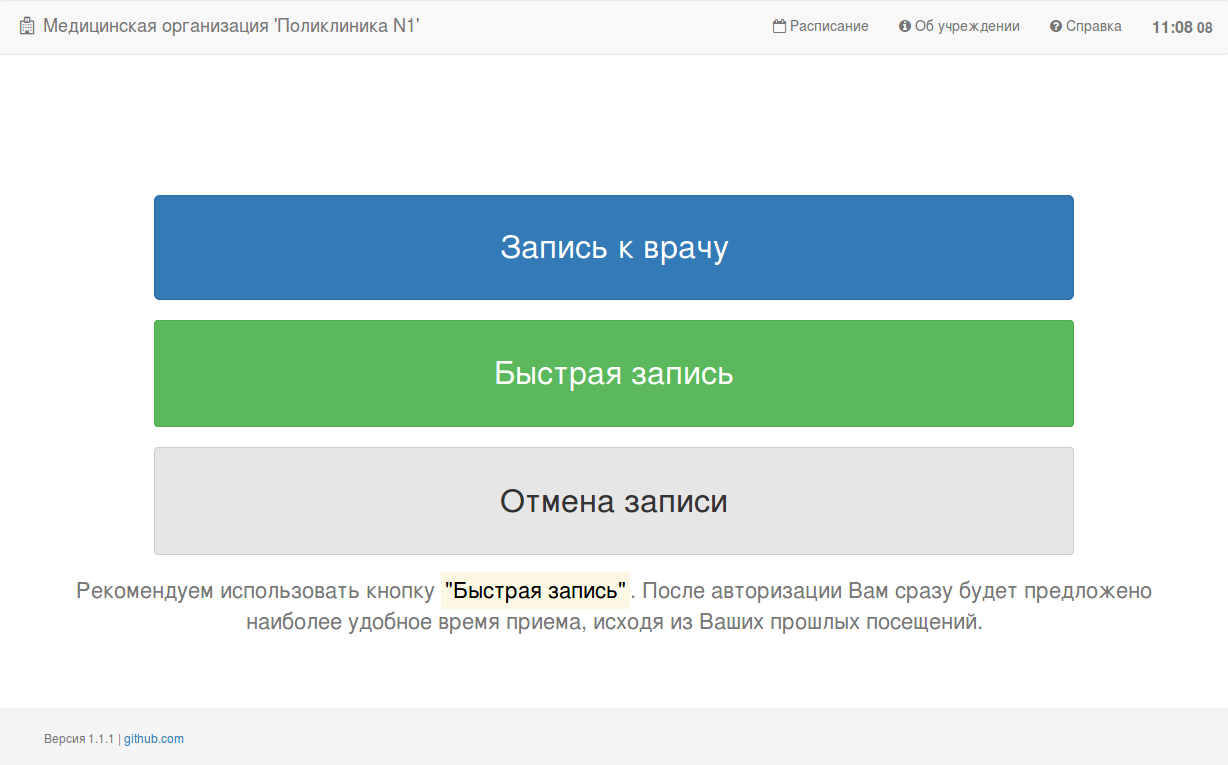 Медицинская организация 'Поликлиника N1' Расписание Об учреждении Справка 11:08 08
Запись к врачу
Быстрая запись
Отмена записи
Рекомендуем использовать кнопку "Быстрая запись" . После авторизации Вам сразу будет предложено
наиболее удобное время приема, исходя из Ваших прошлых посещений.
Версия 1.1.1 | github.com